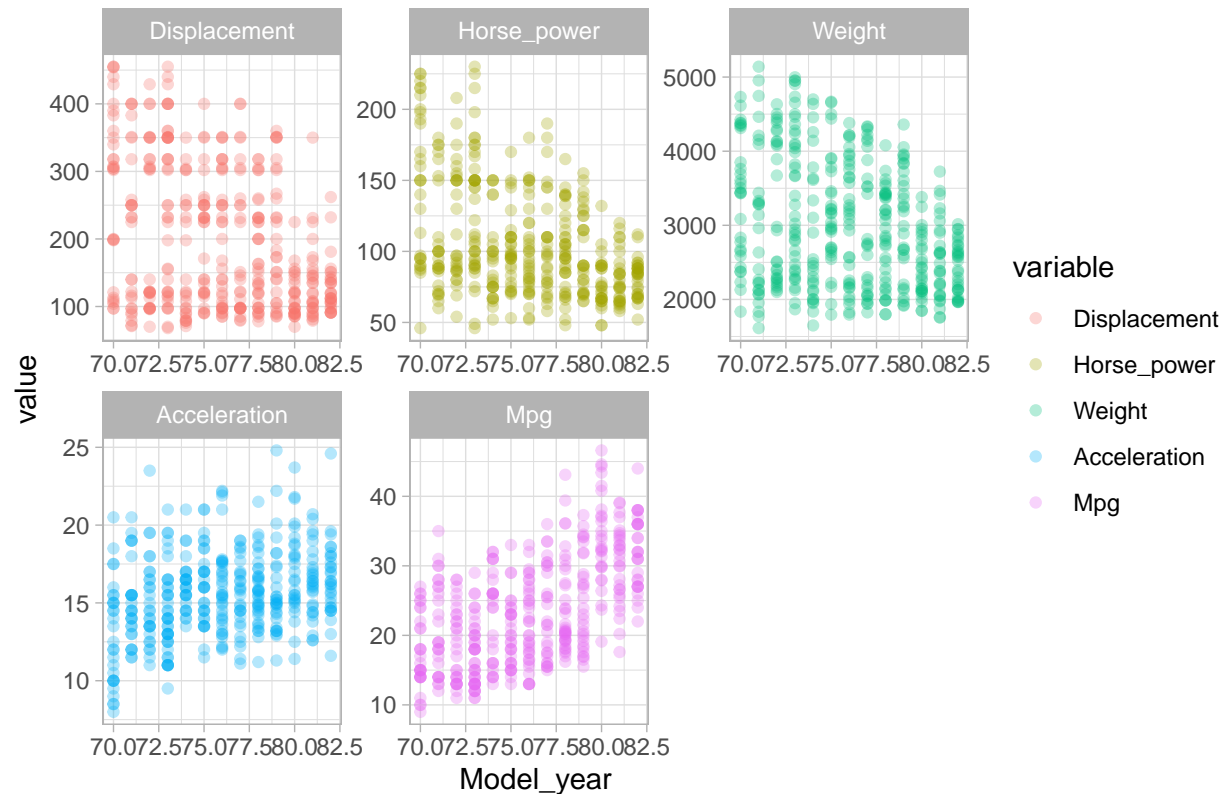 Displacement Horse_power Weight
400
300
200
100
200
150
100
50
5000
4000
3000
2000
70.072.575.077.580.082.5 70.072.575.077.580.082.5 70.072.575.077.580.082.5
value
Acceleration Mpg
25
20
15
10
40
30
20
10
70.072.575.077.580.082.5 70.072.575.077.580.082.5
Model_year
variable
Displacement
Horse_power
Weight
Acceleration
Mpg